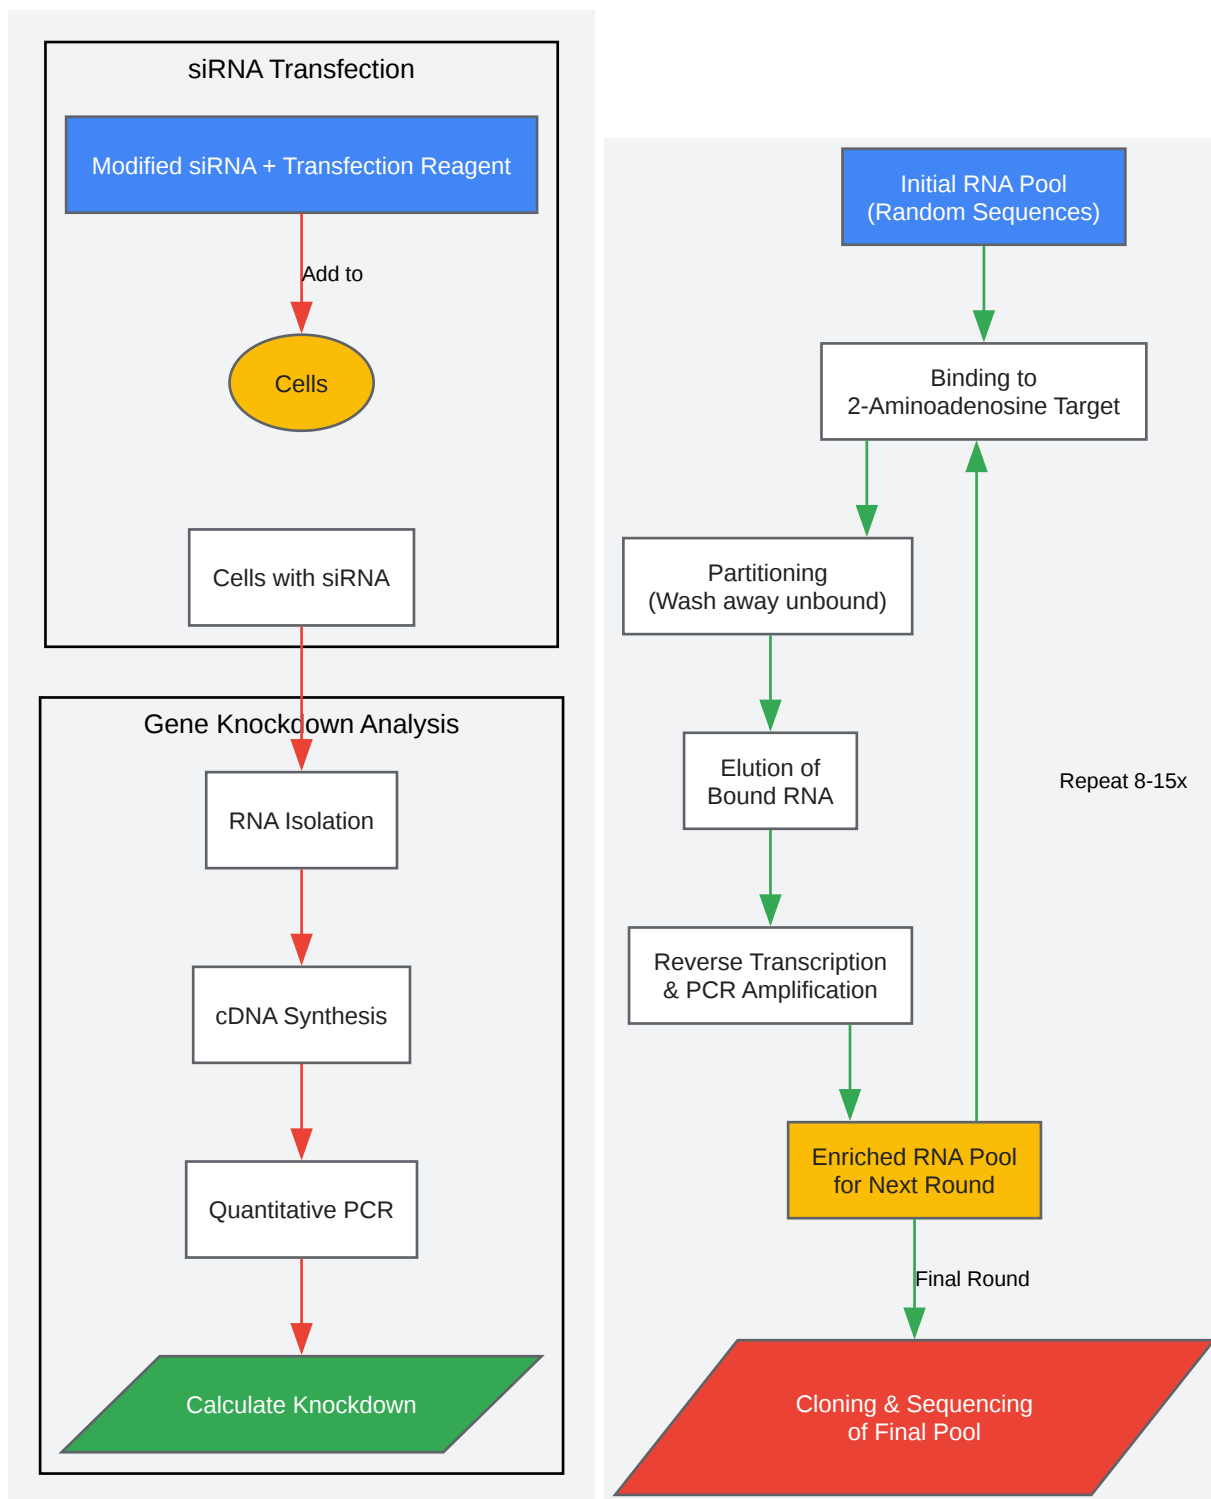 siRNA Transfection
Modified siRNA + Transfection Reagent
Add to
Cells
Cells with siRNA
Gene Knockdown Analysis
RNA Isolation
cDNA Synthesis
Quantitative PCR
Calculate Knockdown
Initial RNA Pool
(Random Sequences)
Binding to
2-Aminoadenosine Target
Partitioning
(Wash away unbound)
Elution of
Bound RNA
Repeat 8-15x
Reverse Transcription
& PCR Amplification
Enriched RNA Pool
for Next Round
Final Round
Cloning & Sequencing
of Final Pool